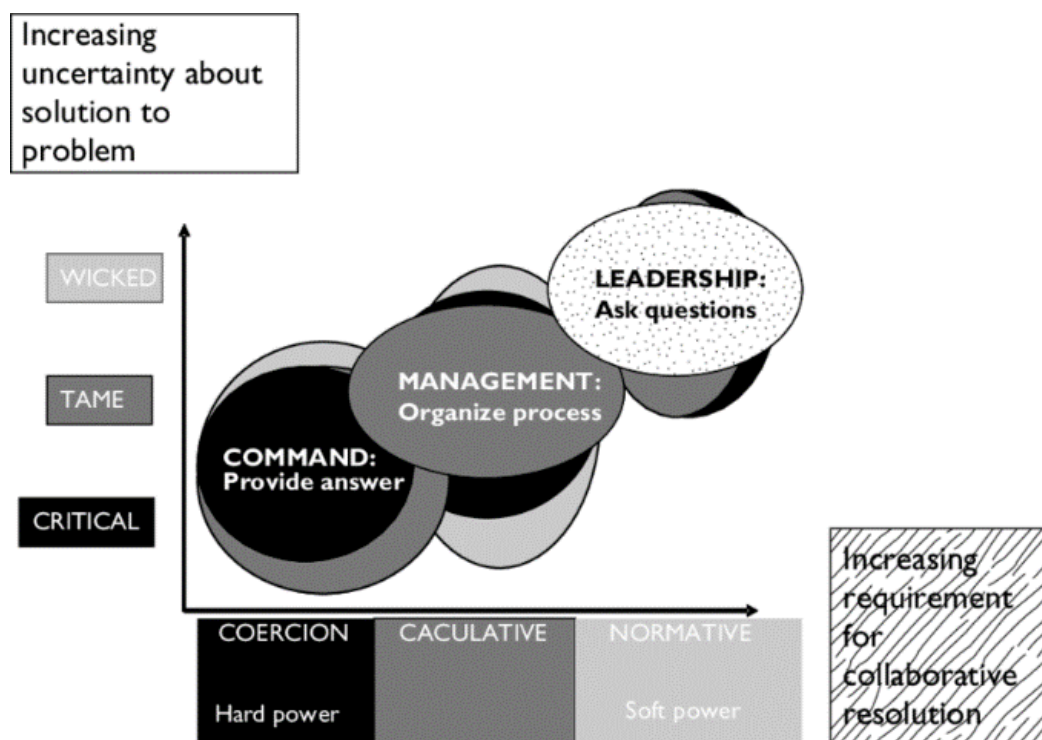 Increasing
uncertainty about
solution to
problem
WICKED
LEADERSHIP:
Ask questions
TAME
MANAGEMENT:
Organize process
COMMAND:
Provide answer
CRITICAL
COERCION
CACULATIVE
NORMATIVE
Hard power
Soft power
Increasing
requirement
for
collaborative
resolution